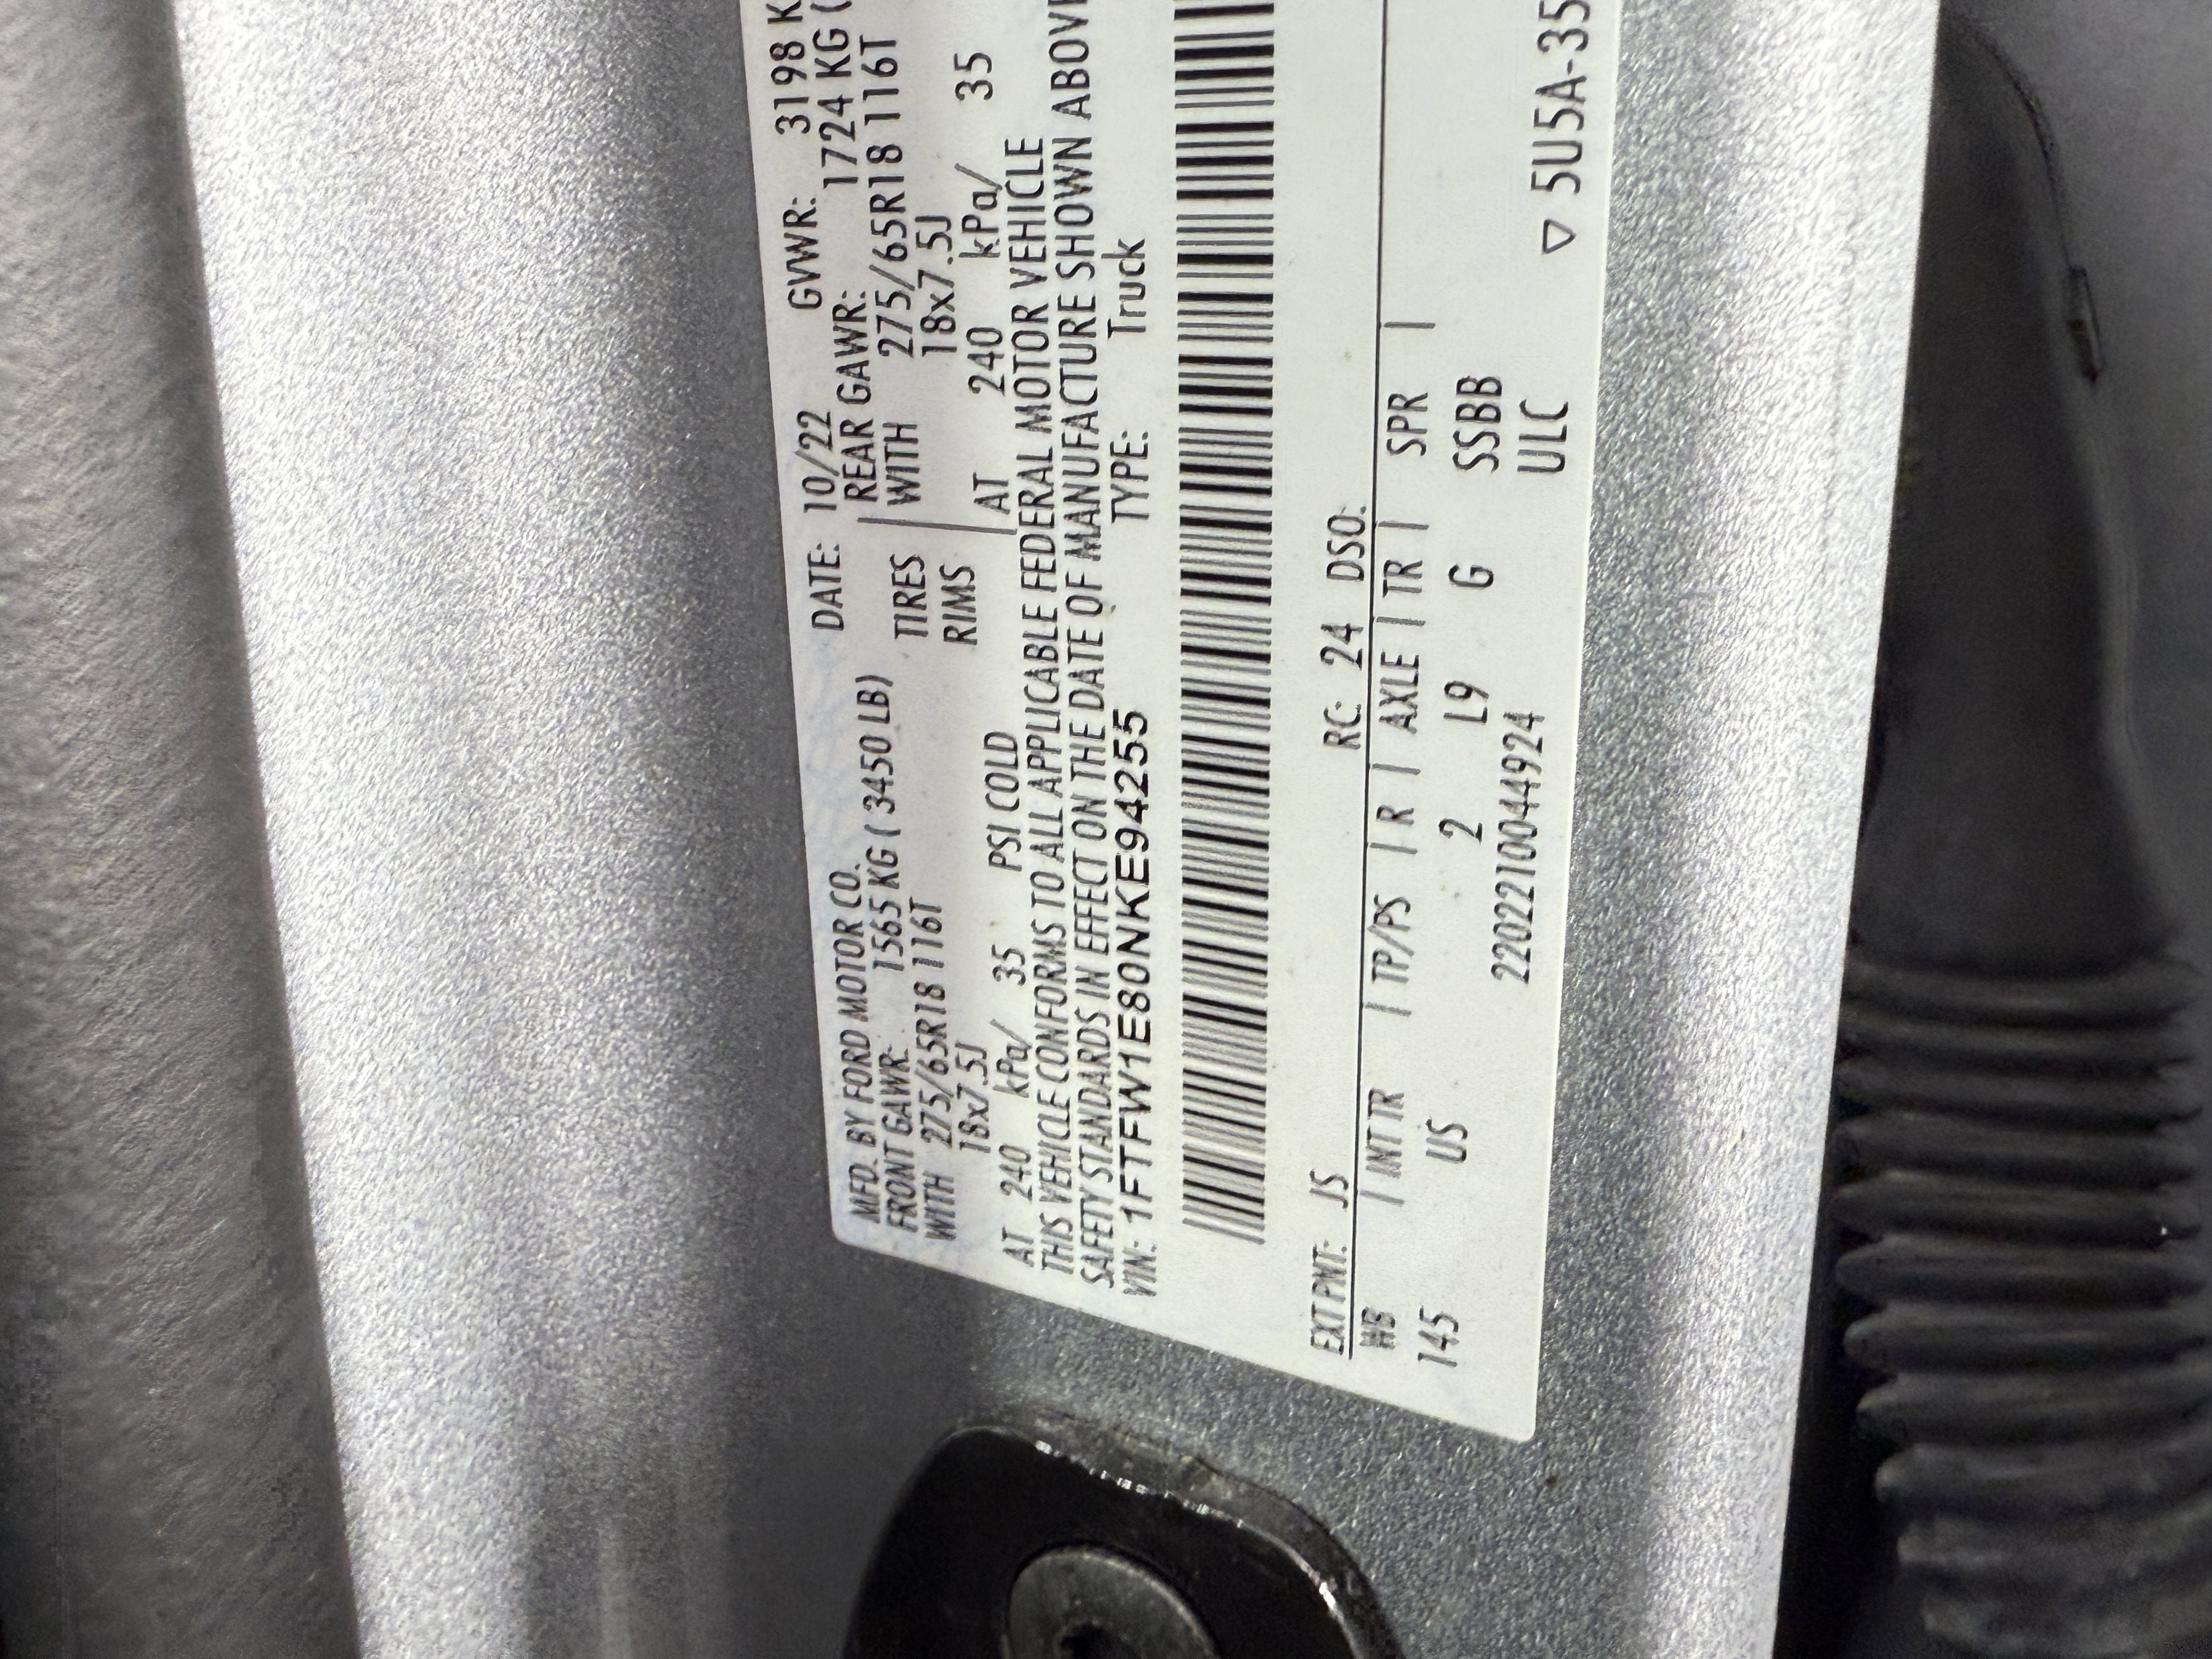 MFD. BY FORD MOTOR CO. DATE: 10/22 GVWR: 3198 K
FRONT GAWR: 1565 KG ( 3450 LB) REAR GAWR: 1724 KG (
WITH 275/65R18 116T TIRES WITH 275/65R18 116T
18x7.5J RIMS 18x7.5J
AT 240 kPa/ 35 PSI COLD AT 240 kPa/ 35
THIS VEHICLE CONFORMS TO ALL APPLICABLE FEDERAL MOTOR VEHICLE
SAFETY STANDARDS IN EFFECT ON THE DATE OF MANUFACTURE SHOWN ABOVE
VIN: 1FTFW1E80NKE94255 TYPE: Truck
EXT PNT: JS RC: 24 DSO:
WB | INT TR | TP/PS | R | AXLE | TR | SPR |
145 US 2 L9 G SSBB
2202210044924 ULC ▽ 5U5A-35